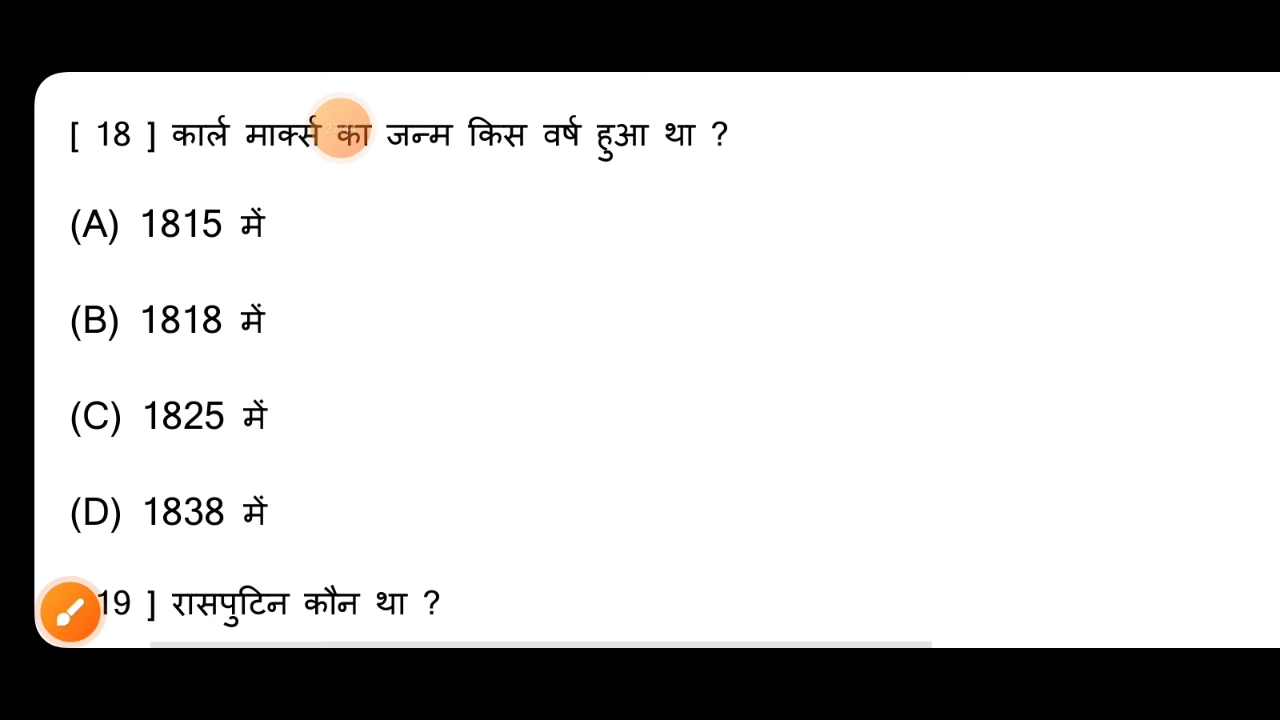 [ 18 ] कार्ल मार्क्स का जन्म किस वर्ष हुआ था ?
(A) 1815 में
(B) 1818 में
(C) 1825 में
(D) 1838 में
19 ] रासपुटिन कौन था ?